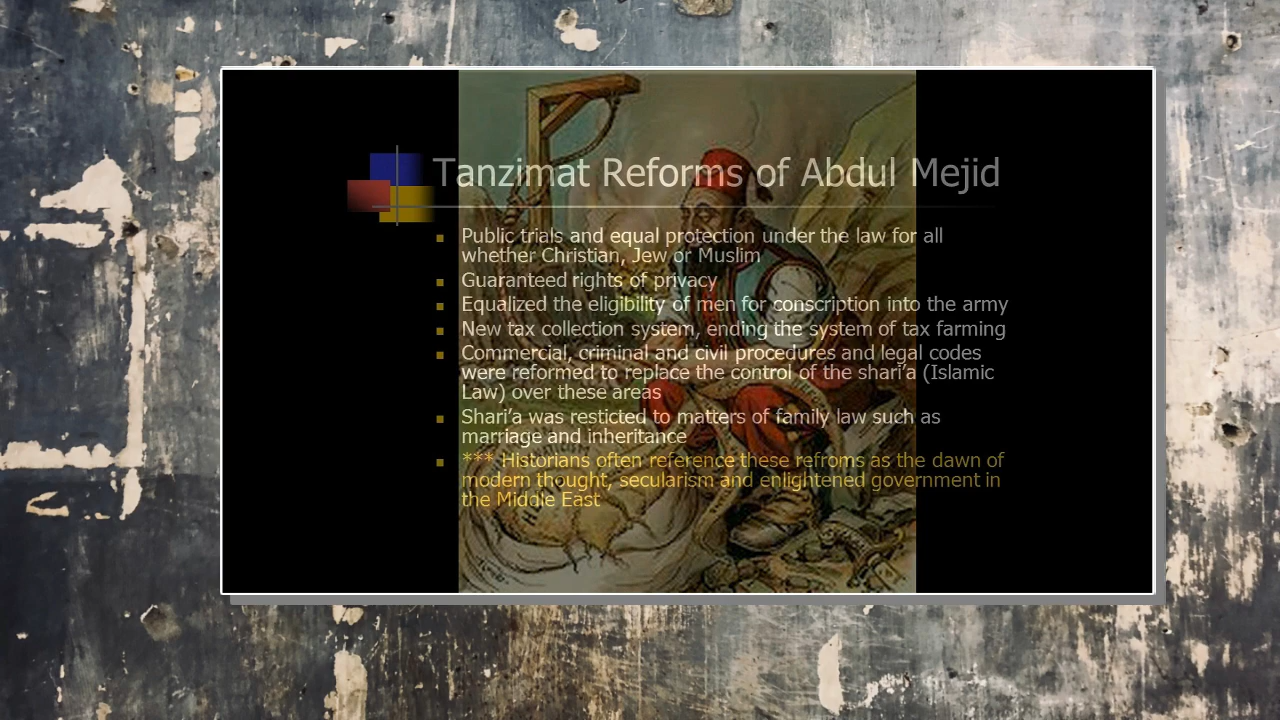 Tanzimat Reforms of Abdul Mejid
Public trials and equal protection under the law for all
whether Christian, Jew or Muslim
Guaranteed rights of privacy
Equalized the eligibility of men for conscription into the army
New tax collection system, ending the system of tax farming
Commercial, criminal and civil procedures and legal codes
were reformed to replace the control of the shari’a (Islamic
Law) over these areas
Shari’a was resticted to matters of family law such as
marriage and inheritance
*** Historians often reference these refroms as the dawn of
modern thought, secularism and enlightened government in
the Middle East